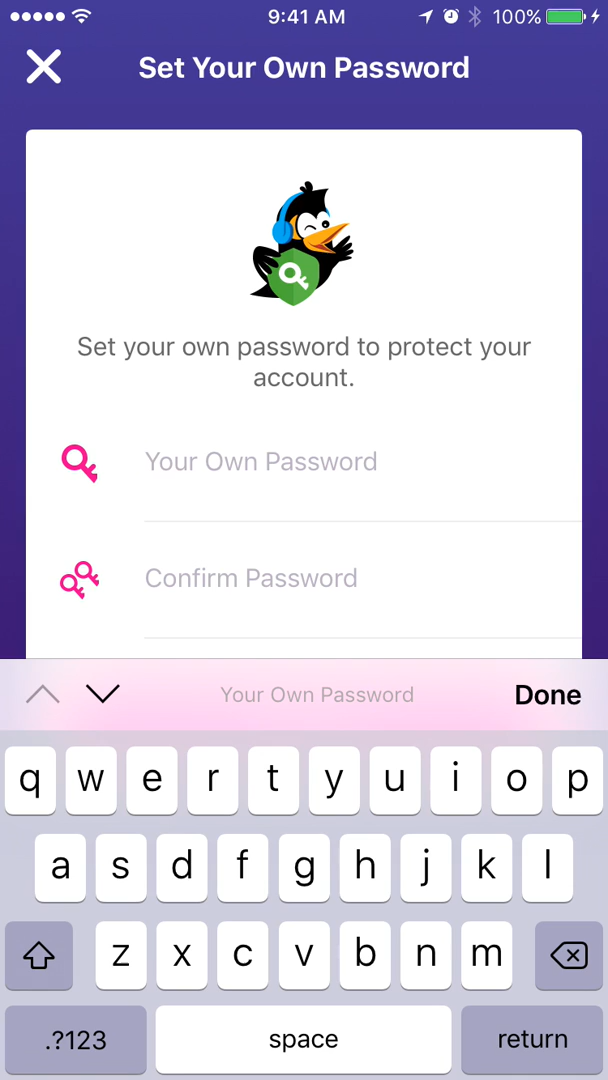 9:41 AM 100%
Set Your Own Password
Set your own password to protect your
account.
Your Own Password
Confirm Password
Your Own Password Done
q w e r t y u i o p
a s d f g h j k l
z x c v b n m
.?123 space return